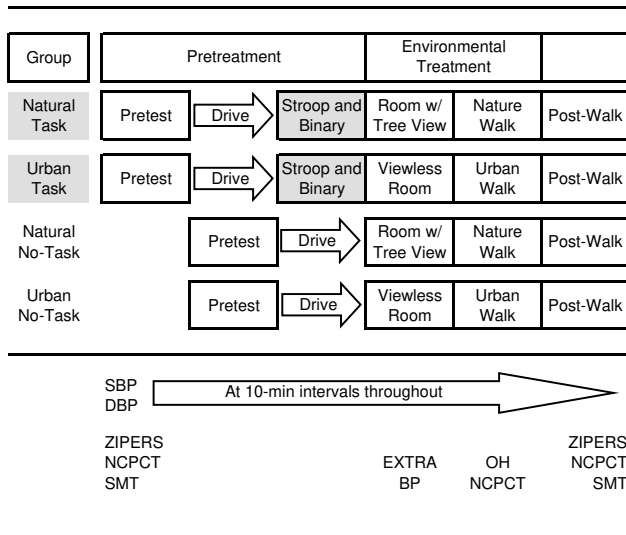 Group Pretreatment Environmental
Treatment
Natural
Task Pretest Drive Stroop and
Binary Room w/
Tree View Nature
Walk Post-Walk
Urban
Task Pretest Drive Stroop and
Binary Viewless
Room Urban
Walk Post-Walk
Natural
No-Task Pretest Drive Room w/
Tree View Nature
Walk Post-Walk
Urban
No-Task Pretest Drive Viewless
Room Urban
Walk Post-Walk
SBP
DBP At 10-min intervals throughout
ZIPERS ZIPERS
NCPCT EXTRA OH NCPCT
SMT BP NCPCT SMT